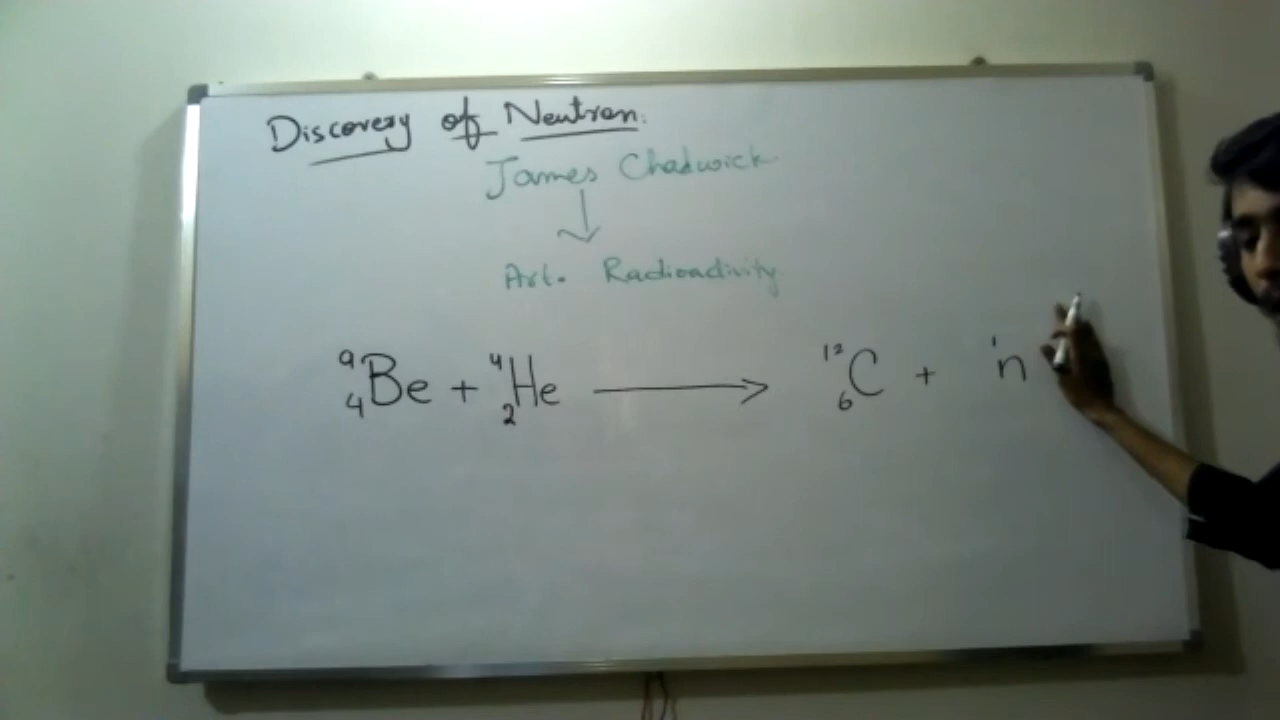 Discovery of Neutron.
James Chadwick
↓
Art. Radioactivity
⁹₄Be + ⁴₂He ⟶ ¹²₆C + ¹n